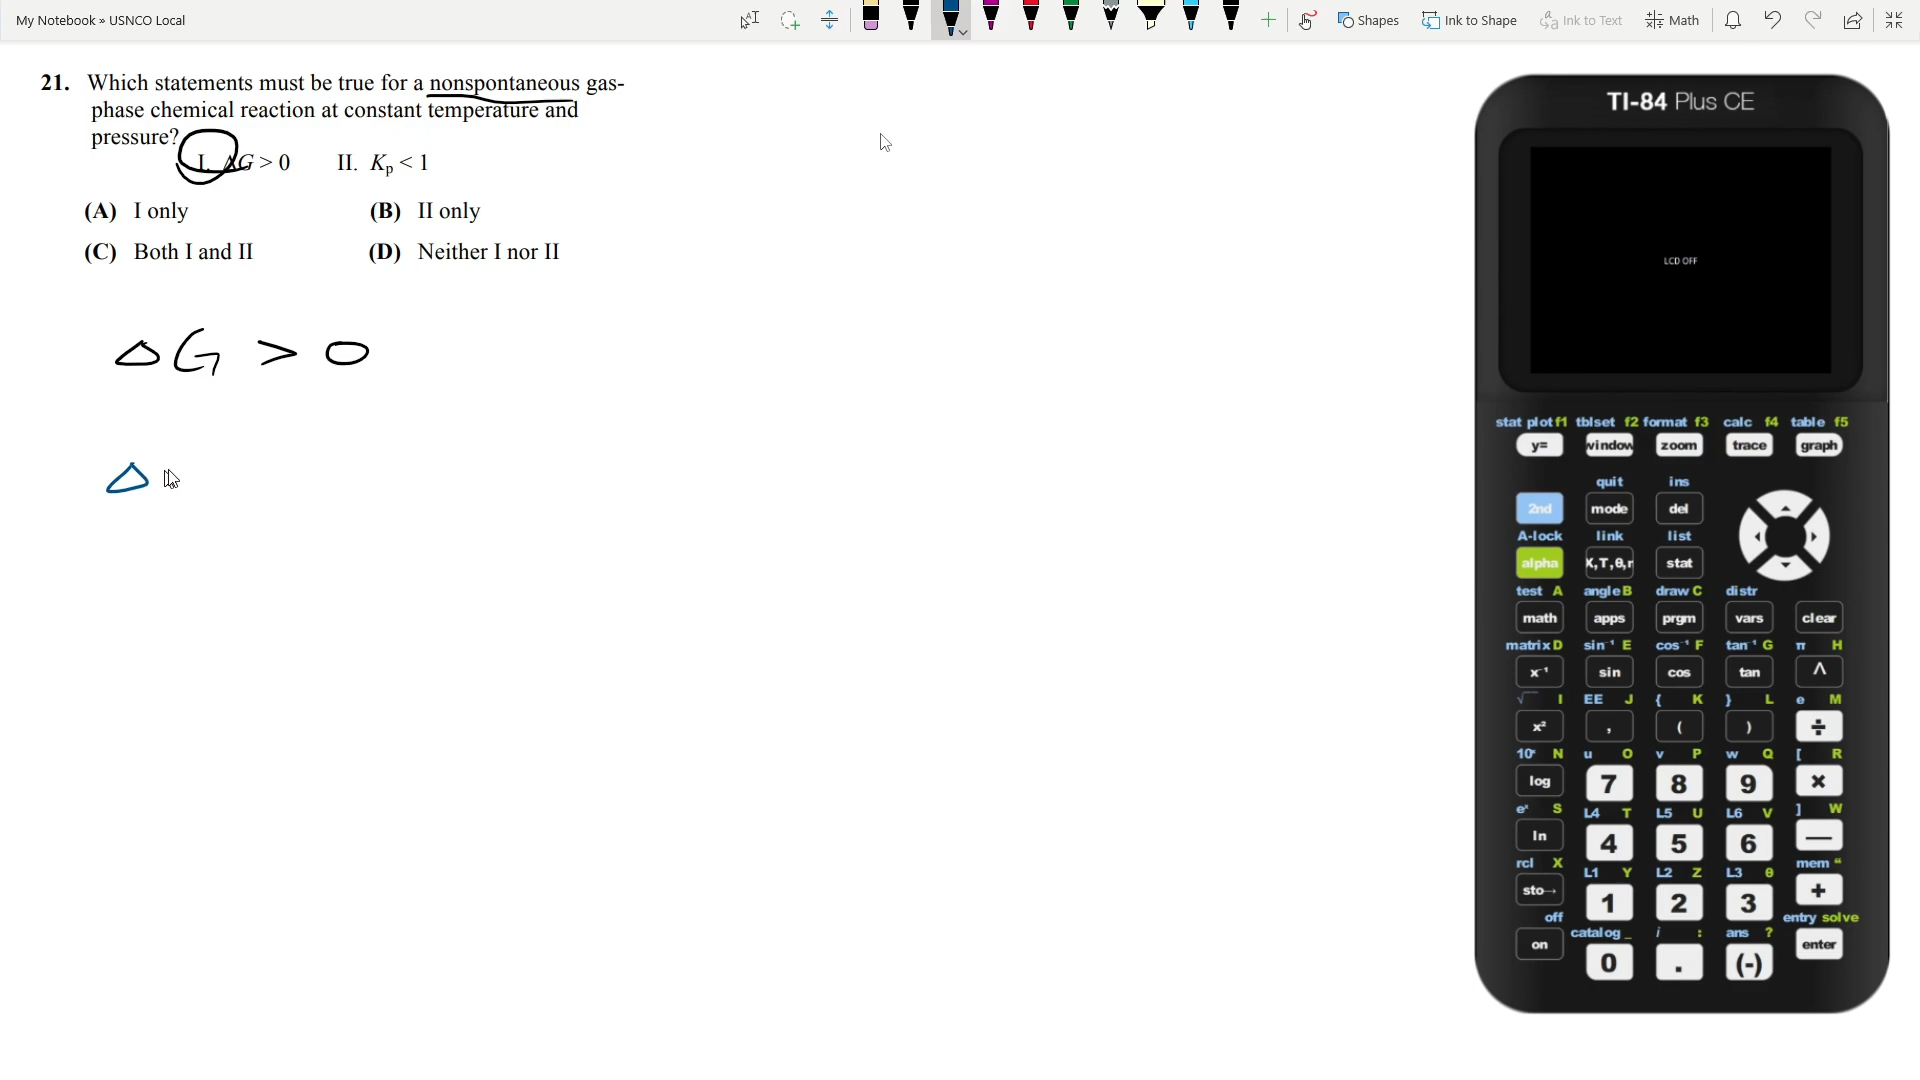 My Notebook » USNCO Local
Shapes
Ink to Shape
Ink to Text
Math
21. Which statements must be true for a nonspontaneous gas-
phase chemical reaction at constant temperature and
pressure?
I. ΔG > 0 II. Kp < 1
(A) I only (B) II only
(C) Both I and II (D) Neither I nor II
ΔG > 0
Δ
TI-84 Plus CE
LCD OFF
stat plot f1 tblset f2 format f3 calc f4 table f5
y= window zoom trace graph
quit ins
2nd mode del
A-lock link list
alpha X,T,θ,n stat
test A angle B draw C distr
math apps prgm vars clear
matrix D sin⁻¹ E cos⁻¹ F tan⁻¹ G π H
x⁻¹ sin cos tan ^
√ I EE J { K } L e M
x² , ( ) ÷
10ˣ N u O v P w Q [ R
log 7 8 9 ×
eˣ S L4 T L5 U L6 V ] W
ln 4 5 6 —
rcl X L1 Y L2 Z L3 θ mem "
sto→ 1 2 3 +
off catalog _ i : ans ? entry solve
on 0 . (-) enter